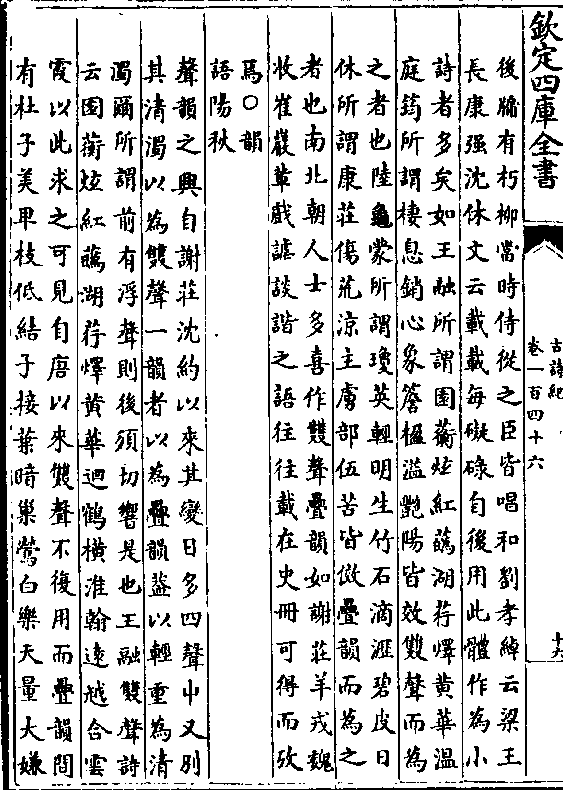 欽定四庫全書
古詩紀
卷一百四十六
十六
後牖有朽柳當時侍從之臣皆唱和劉孝綽云梁王
長康强沈休文云載載每礙碌自後用此體作為小
詩者多矣如王融所謂園蘅炫紅蘤湖荇燡黄華温
庭筠所謂棲息銷心象簷楹溢艷陽皆效雙聲而為
之者也陸龜蒙所謂瓊英輕明生竹石滴瀝碧皮日
休所謂康莊傷荒涼主虜部伍苦皆倣疊韻而為之
者也南北朝人士多喜作雙聲疊韻如謝莊羊戎魏
收崔巖軰戲謔談諧之語往往載在史冊可得而攷
焉〇韻
語陽秋
聲韻之興自謝莊沈約以來其變日多四聲中又别
其清濁以為雙聲一韻者以為疊韻蓋以輕重為清
濁爾所謂前有浮聲則後須切響是也王融雙聲詩
云園蘅炫紅蘤湖荇燡黄華迴鶴横淮翰遠越合雲
霞以此求之可見自唐以來雙聲不復用而疊韻間
有杜子美卑枝低結子接葉暗巢鶯白樂天量大嫌